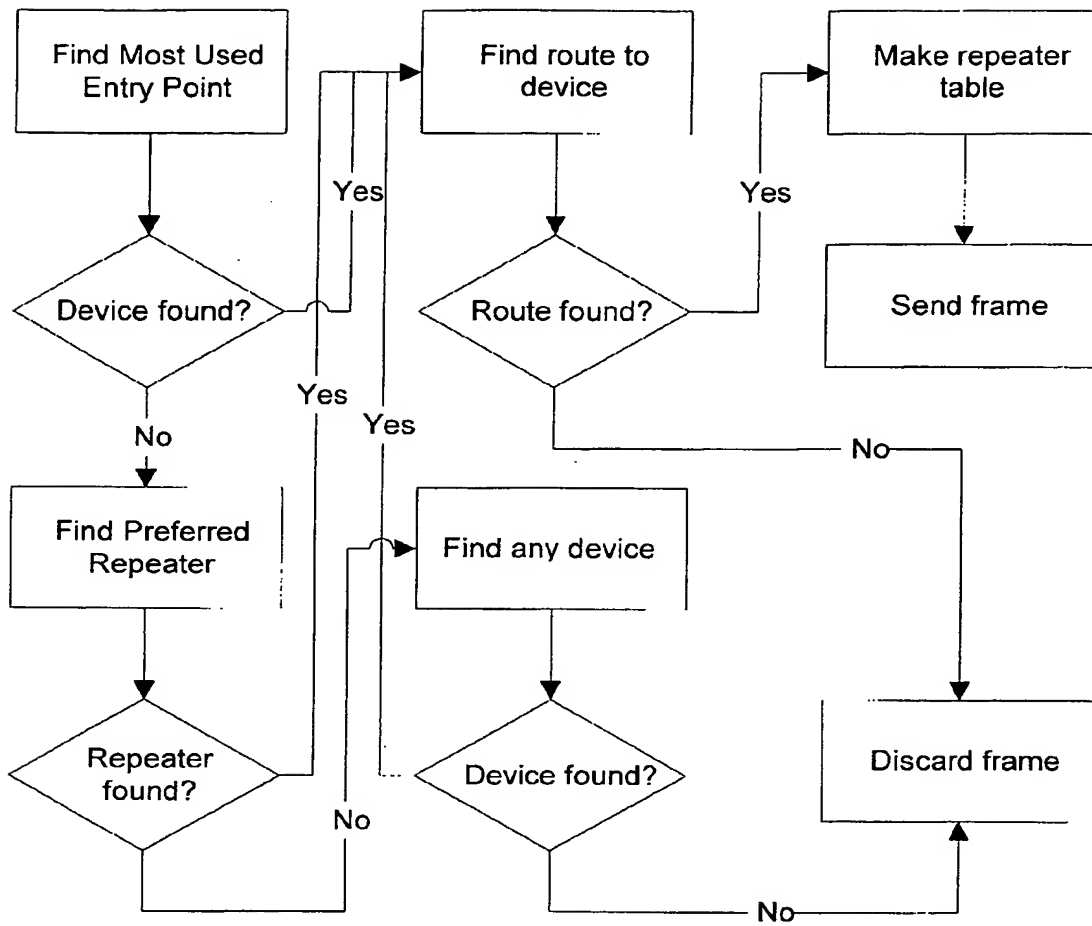 Find Most Used
Entry Point
Find route to
device
Make repeater
table
Yes
Yes
Device found?
Route found?
Send frame
Yes
Yes
No
No
Find Preferred
Repeater
Find any device
Repeater
found?
Device found?
Discard frame
No
No